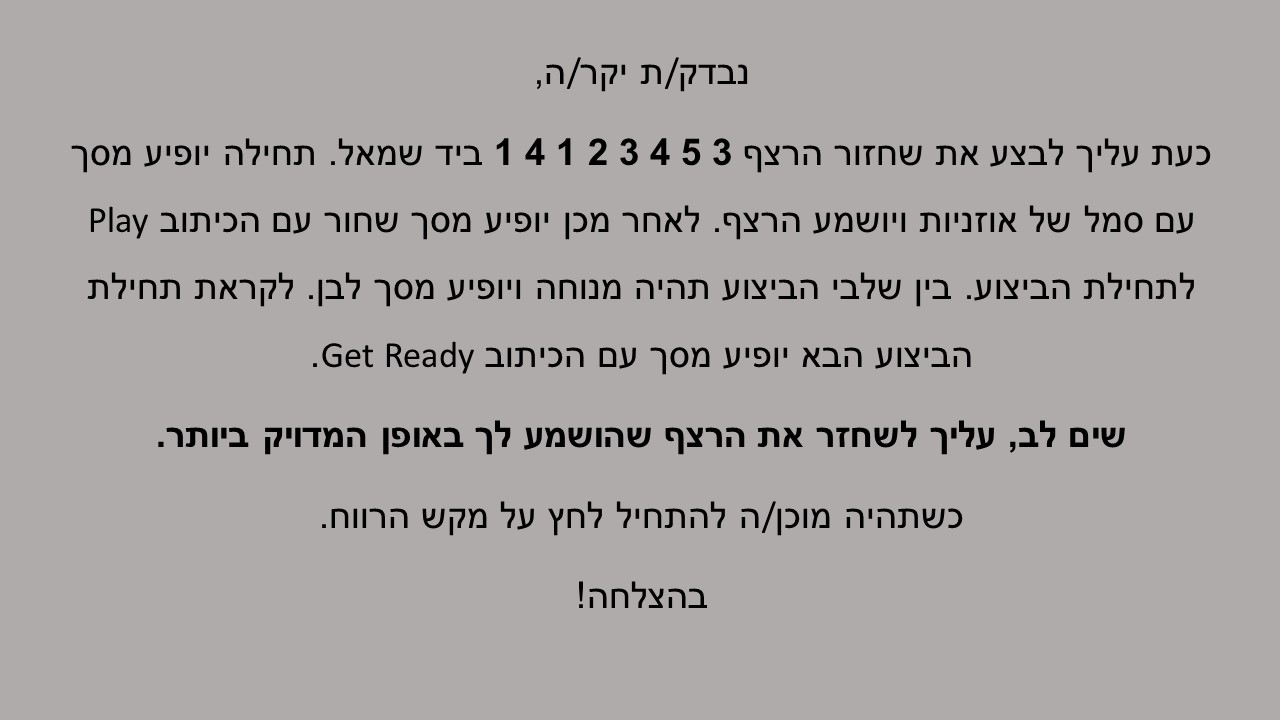 נבדק/ת יקר/ה,
כעת עליך לבצע את שחזור הרצף 1 4 1 2 3 4 5 3 ביד שמאל. תחילה יופיע מסך
עם סמל של אוזניות ויושמע הרצף. לאחר מכן יופיע מסך שחור עם הכיתוב Play
לתחילת הביצוע. בין שלבי הביצוע תהיה מנוחה ויופיע מסך לבן. לקראת תחילת
הביצוע הבא יופיע מסך עם הכיתוב Get Ready.
שים לב, עליך לשחזר את הרצף שהושמע לך באופן המדויק ביותר.
כשתהיה מוכן/ה להתחיל לחץ על מקש הרווח.
בהצלחה!